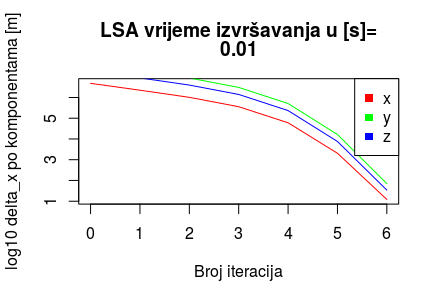 LSA vrijeme izvršavanja u [s]=
0.01
log10 delta_x po komponentama [m]
5
3
1
x
y
z
0 1 2 3 4 5 6
Broj iteracija